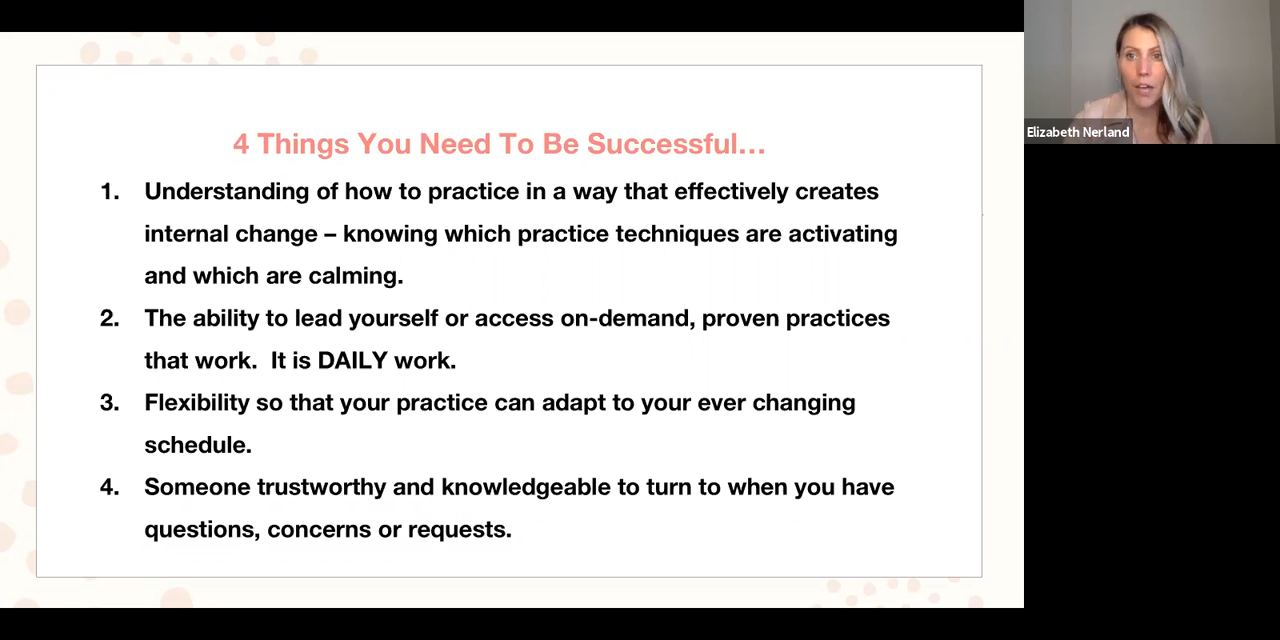 4 Things You Need To Be Successful…
1. Understanding of how to practice in a way that effectively creates
internal change – knowing which practice techniques are activating
and which are calming.
2. The ability to lead yourself or access on-demand, proven practices
that work.  It is DAILY work.
3. Flexibility so that your practice can adapt to your ever changing
schedule.
4. Someone trustworthy and knowledgeable to turn to when you have
questions, concerns or requests.
Elizabeth Nerland